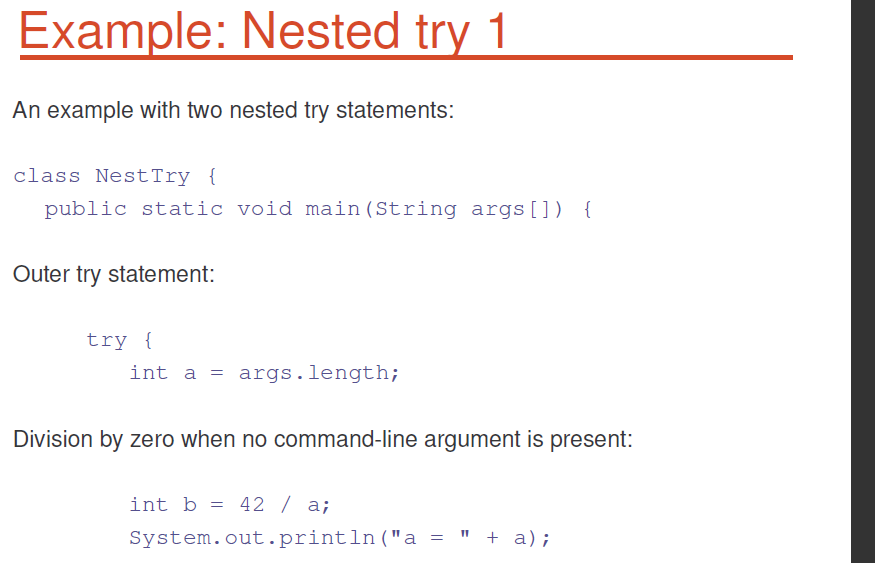 Example: Nested try 1
An example with two nested try statements:
class NestTry {
public static void main(String args[]) {
Outer try statement:
try {
int a = args.length;
Division by zero when no command-line argument is present:
int b = 42 / a;
System.out.println("a = " + a);